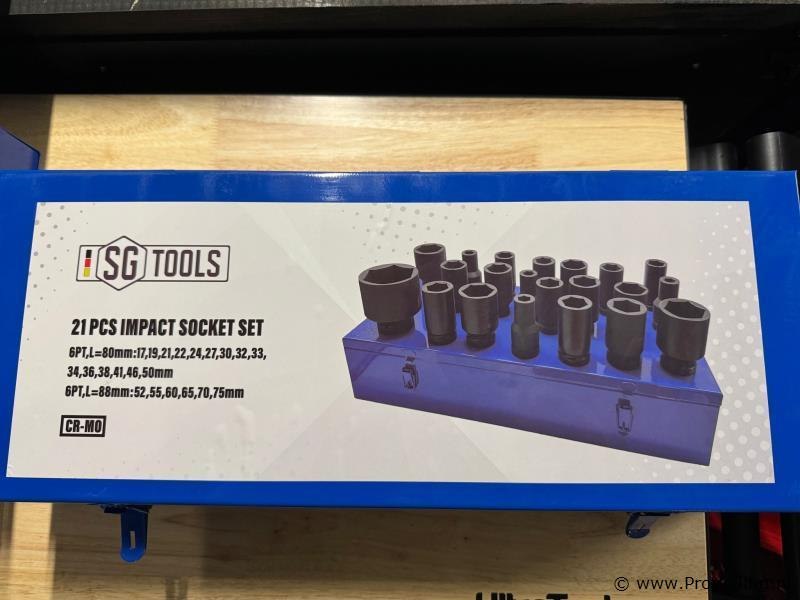 SG TOOLS
21 PCS IMPACT SOCKET SET
6PT,L=80mm:17,19,21,22,24,27,30,32,33,
34,36,38,41,46,50mm
6PT,L=88mm:52,55,60,65,70,75mm
CR-MO